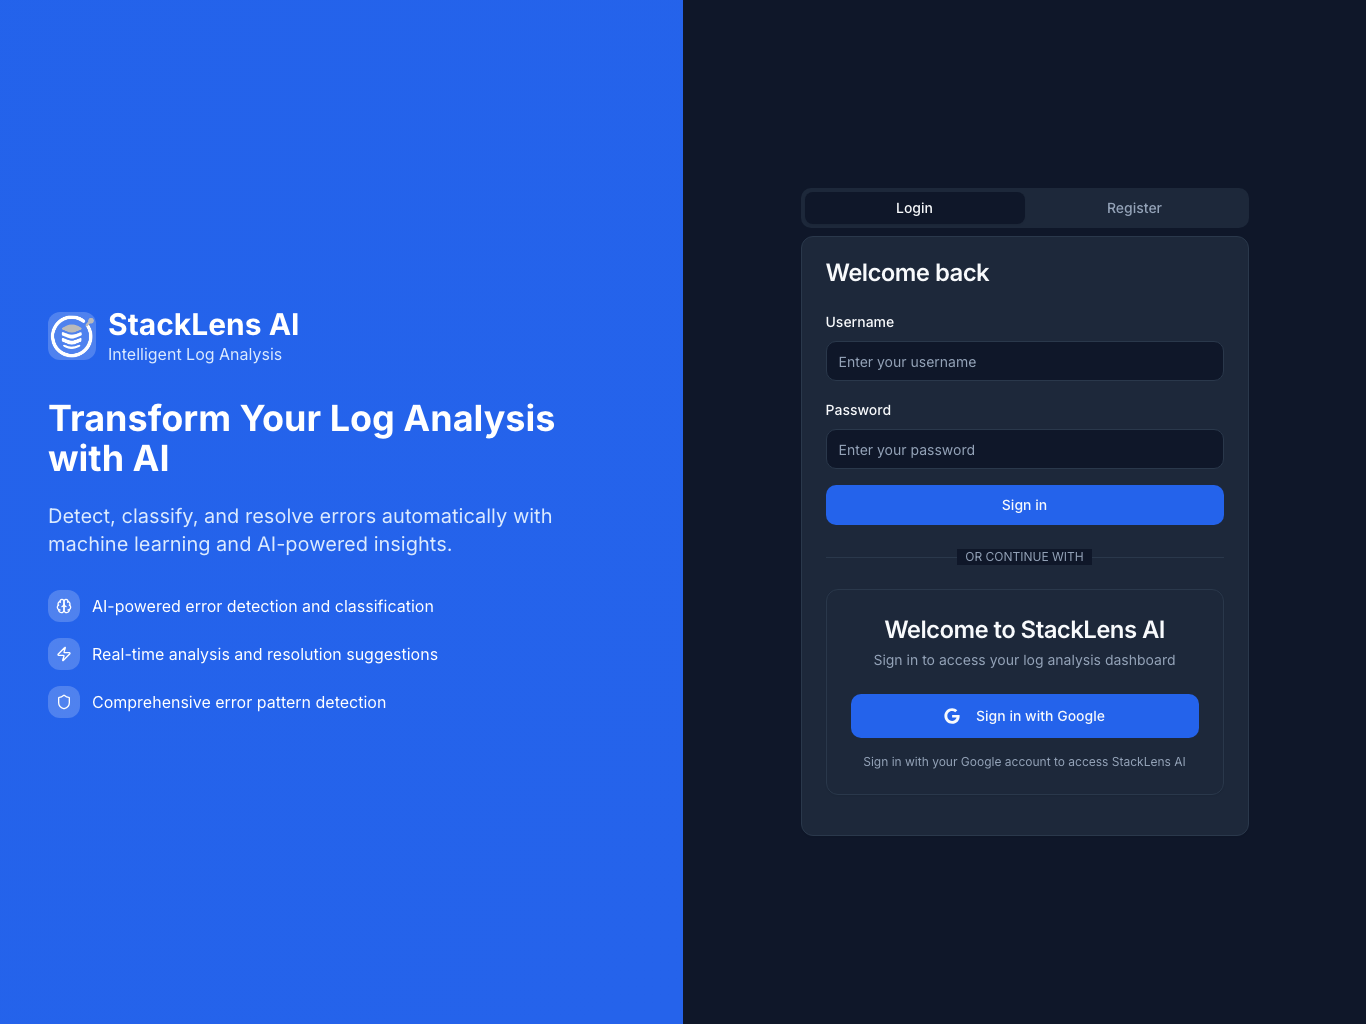 StackLens AI
Intelligent Log Analysis
Transform Your Log Analysis
with AI
Detect, classify, and resolve errors automatically with
machine learning and AI-powered insights.
AI-powered error detection and classification
Real-time analysis and resolution suggestions
Comprehensive error pattern detection
Login
Register
Welcome back
Username
Enter your username
Password
Enter your password
Sign in
OR CONTINUE WITH
Welcome to StackLens AI
Sign in to access your log analysis dashboard
Sign in with Google
Sign in with your Google account to access StackLens AI